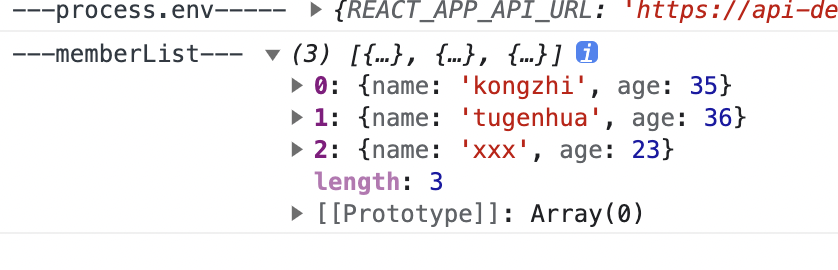 ---process.env----- ▶ {REACT_APP_API_URL: 'https://api-de
---memberList--- ▼ (3) [{…}, {…}, {…}] i
▶ 0: {name: 'kongzhi', age: 35}
▶ 1: {name: 'tugenhua', age: 36}
▶ 2: {name: 'xxx', age: 23}
length: 3
▶ [[Prototype]]: Array(0)